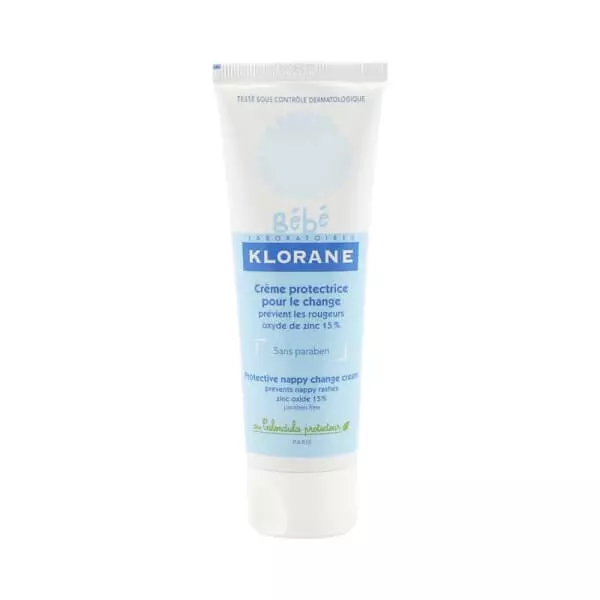 TESTÉ SOUS CONTRÔLE DERMATOLOGIQUE
Bébé
LABORATOIRES
KLORANE
Crème protectrice
pour le change
prévient les rougeurs
oxyde de zinc 15 %
Sans paraben
Protective nappy change cream
prevents nappy rashes
zinc oxide 15%
paraben free
au Calendula protecteur
PARIS